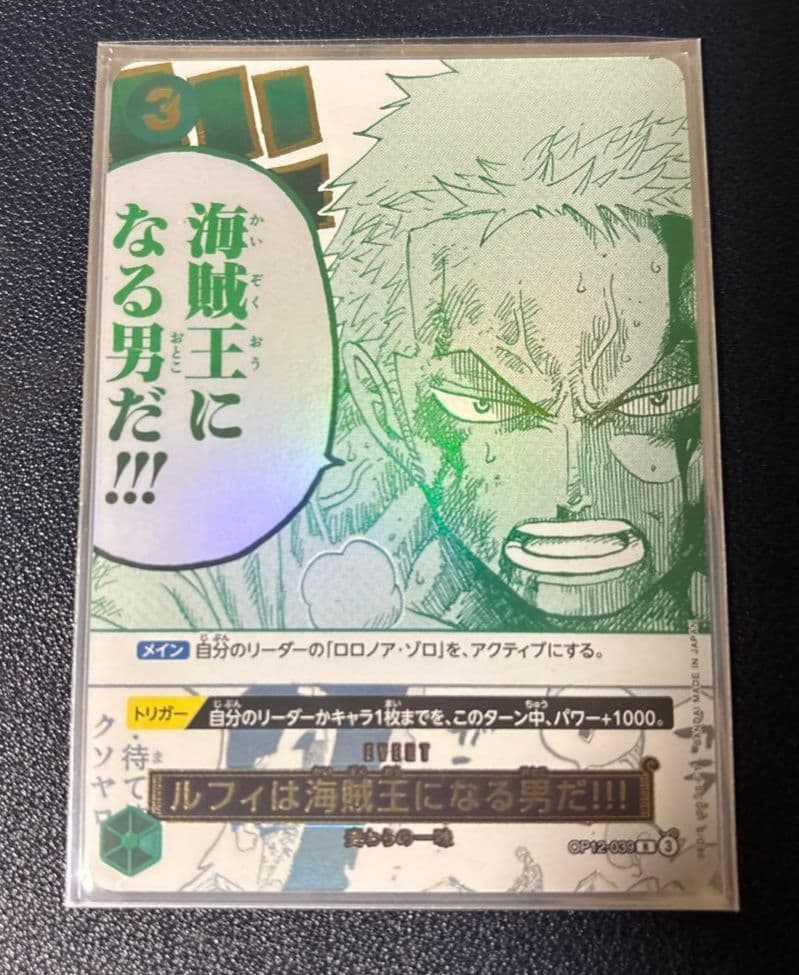 3
海賊王に
なる男だ!!!
メイン 自分のリーダーの「ロロノア・ゾロ」を、アクティブにする。
トリガー 自分のリーダーかキャラ1枚までを、このターン中、パワー+1000。
EVENT
ルフィは海賊王になる男だ!!!
麦わらの一味
OP12-039 R 3
BANDAI MADE IN JAPAN
・待て
クソヤロ